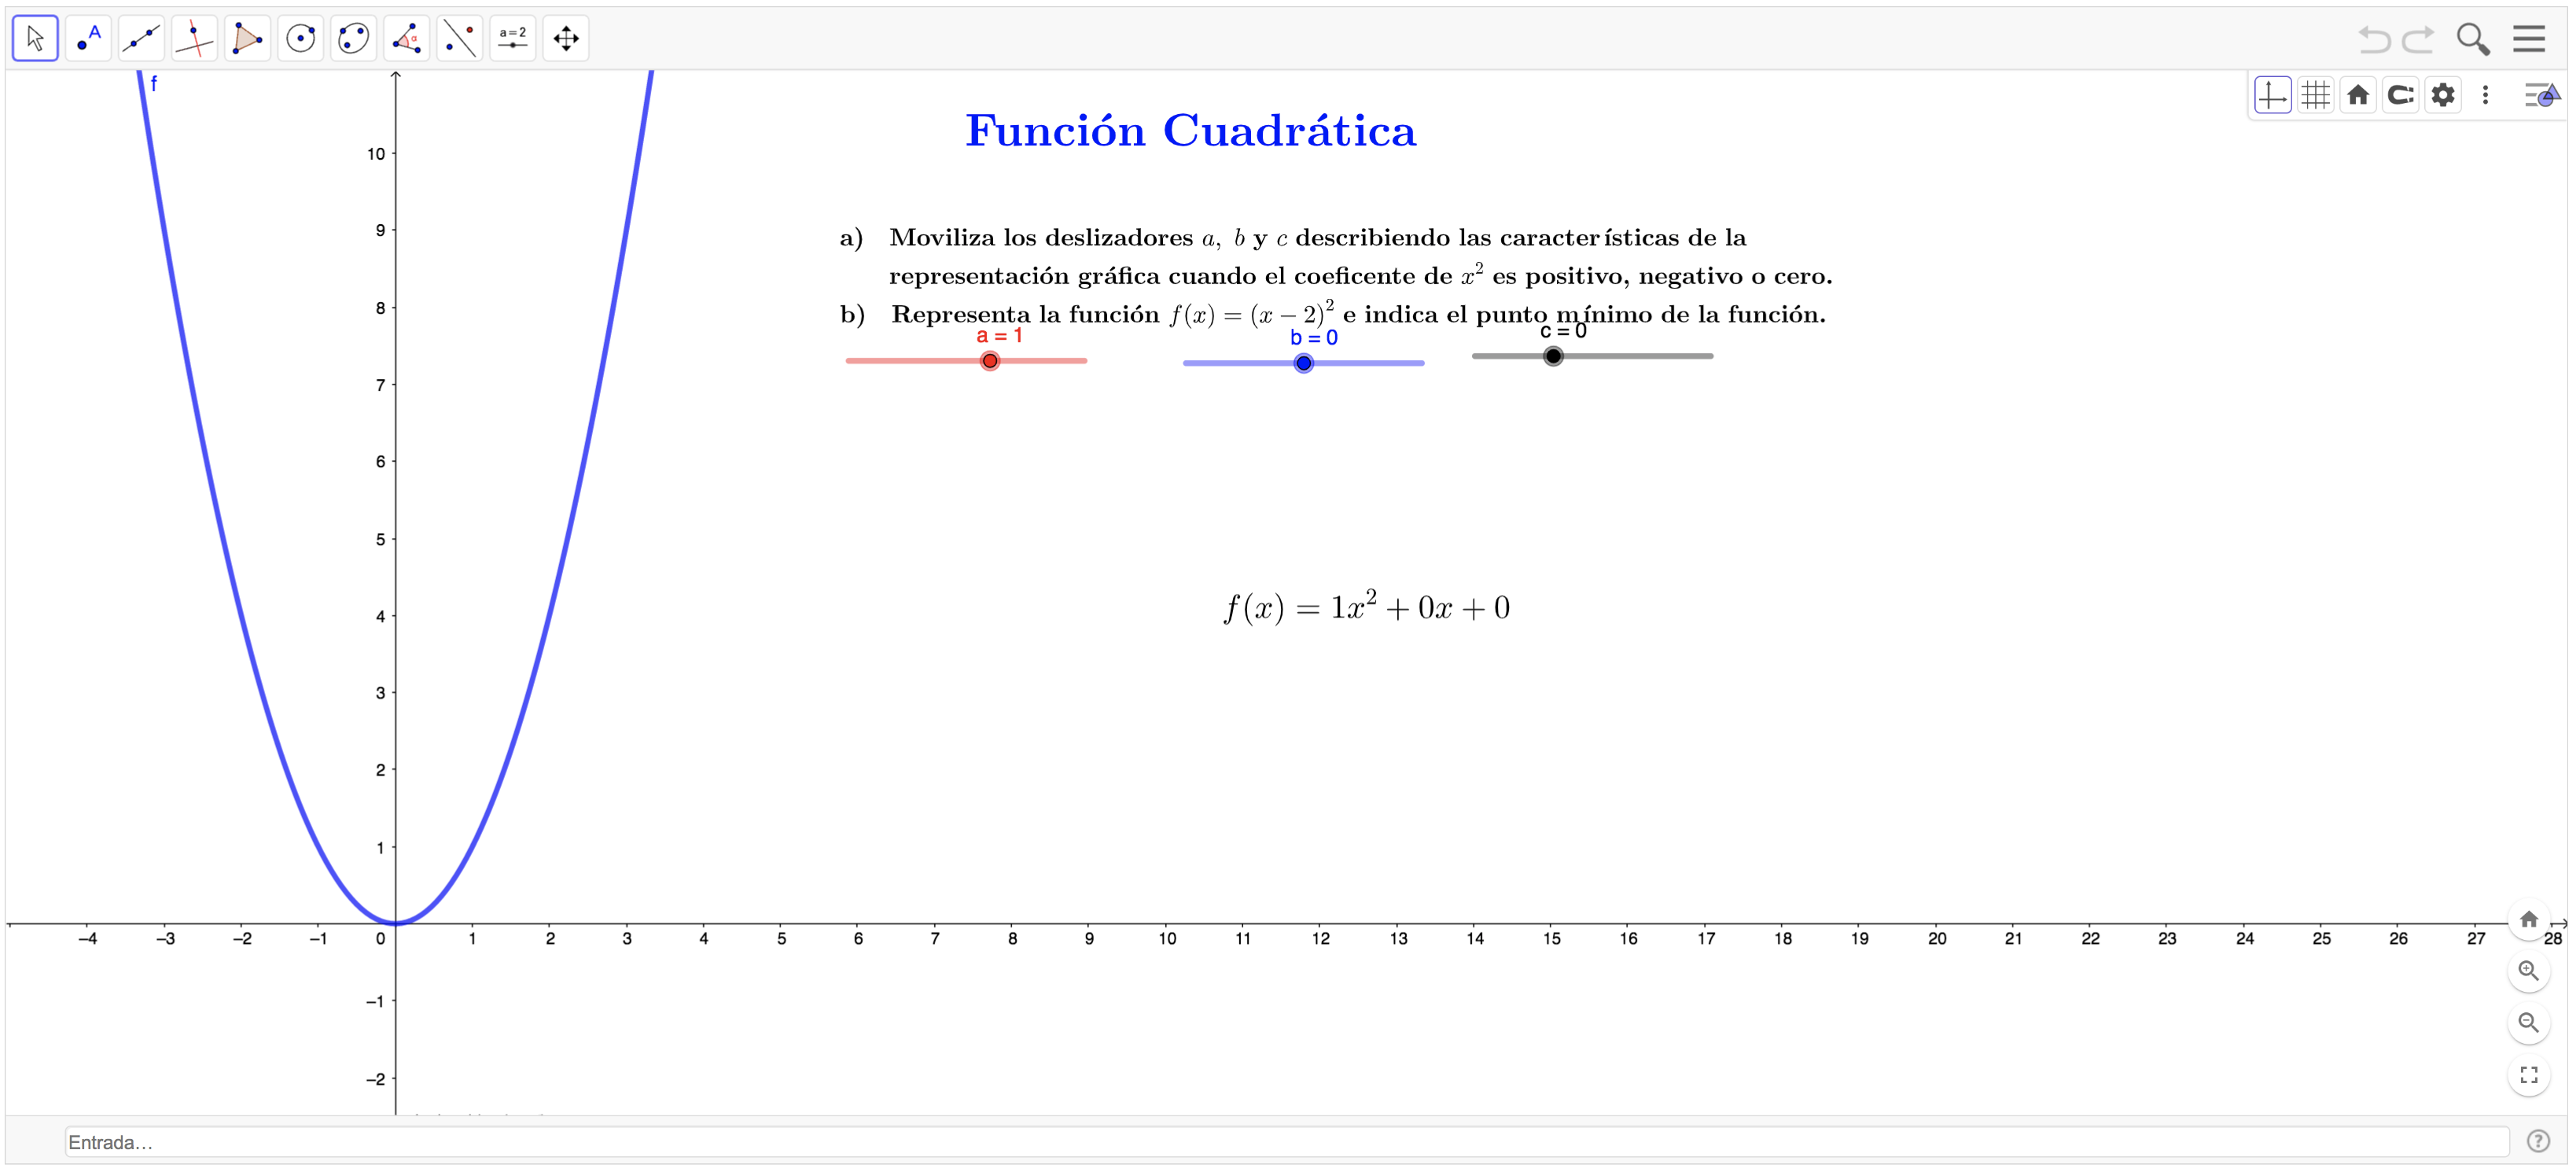 A
α
a = 2
f
Función Cuadrática
a) Moviliza los deslizadores a, b y c describiendo las características de la
representación gráfica cuando el coeficente de x² es positivo, negativo o cero.
b) Representa la función f(x) = (x − 2)² e indica el punto mínimo de la función.
a = 1
b = 0
c = 0
f(x) = 1x² + 0x + 0
10
9
8
7
6
5
4
3
2
1
−4 −3 −2 −1 0 1 2 3 4 5 6 7 8 9 10 11 12 13 14 15 16 17 18 19 20 21 22 23 24 25 26 27 28
−1
−2
Entrada…
?